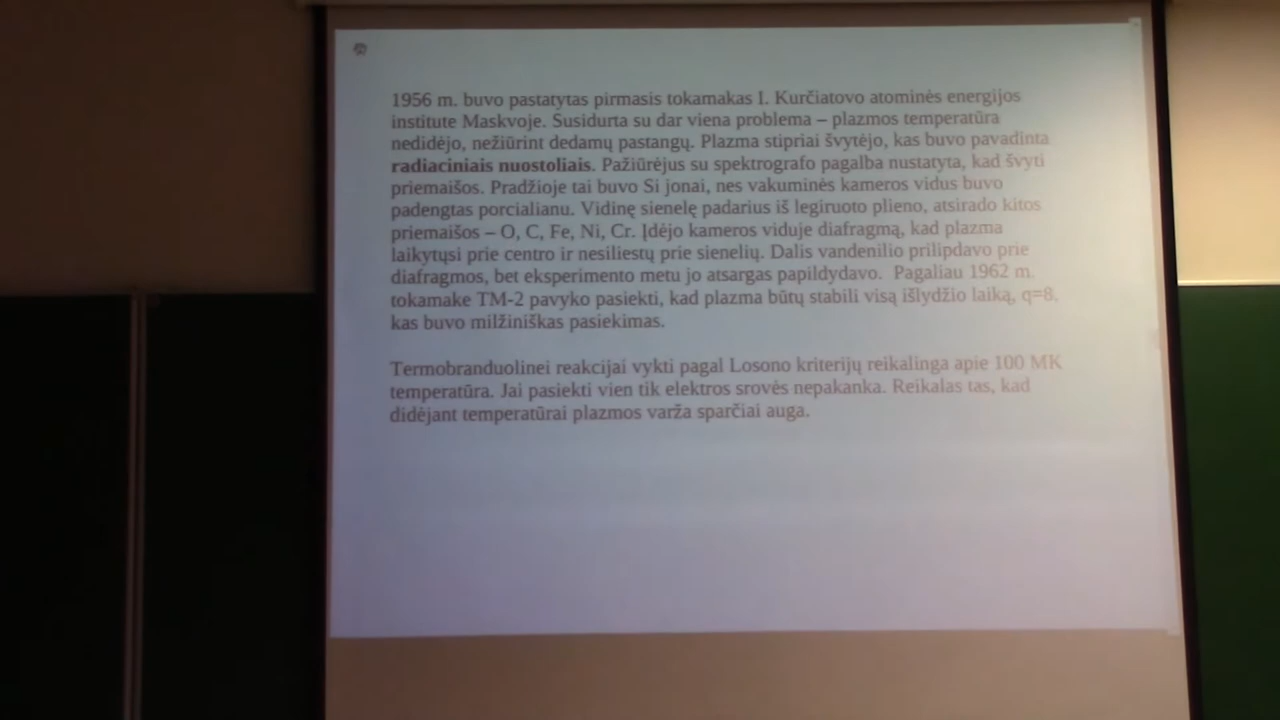 1956 m. buvo pastatytas pirmasis tokamakas I. Kurčiatovo atominės energijos
institute Maskvoje. Susidurta su dar viena problema – plazmos temperatūra
nedidėjo, nežiūrint dedamų pastangų. Plazma stipriai švytėjo, kas buvo pavadinta
radiaciniais nuostoliais. Pažiūrėjus su spektrografo pagalba nustatyta, kad švyti
priemaišos. Pradžioje tai buvo Si jonai, nes vakuminės kameros vidus buvo
padengtas porcialianu. Vidinę sienelę padarius iš legiruoto plieno, atsirado kitos
priemaišos – O, C, Fe, Ni, Cr. Įdėjo kameros viduje diafragmą, kad plazma
laikytųsi prie centro ir nesiliestų prie sienelių. Dalis vandenilio prilipdavo prie
diafragmos, bet eksperimento metu jo atsargas papildydavo. Pagaliau 1962 m.
tokamake TM-2 pavyko pasiekti, kad plazma būtų stabili visą išlydžio laiką, q=8,
kas buvo milžiniškas pasiekimas.
Termobranduolinei reakcijai vykti pagal Losono kriterijų reikalinga apie 100 MK
temperatūra. Jai pasiekti vien tik elektros srovės nepakanka. Reikalas tas, kad
didėjant temperatūrai plazmos varža sparčiai auga.